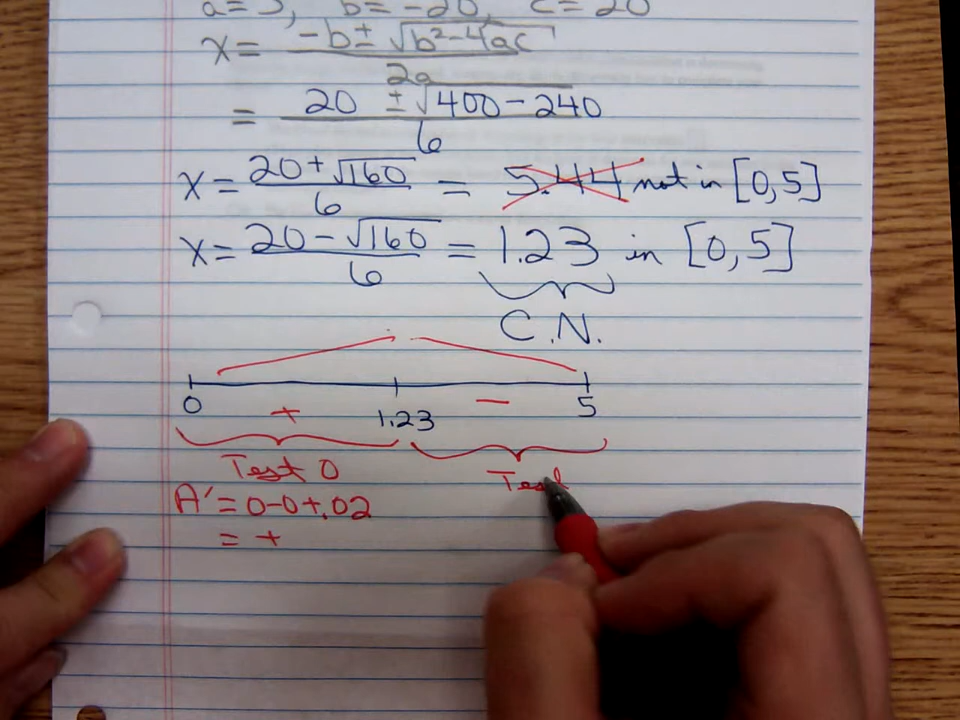 a = 3, b = -20, c = 20
x = -b ± √b²-4ac
2a
= 20 ± √400 - 240
6
x = 20 + √160 / 6 = 5.44 not in [0,5]
x = 20 - √160 / 6 = 1.23 in [0,5]
C.N.
0 + 1.23 - 5
Test 0 Test
A' = 0-0+.02
= +